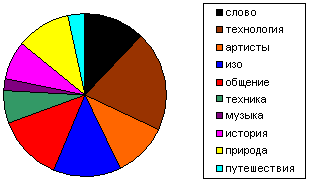 слово
технология
артисты
изо
общение
техника
музыка
история
природа
путешествия